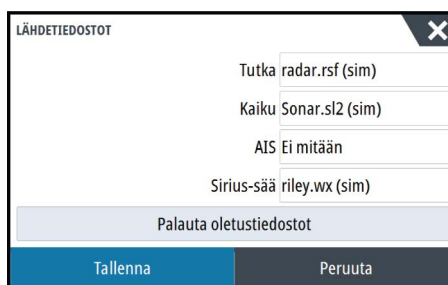 LÄHDETIEDOSTOT
Tutka radar.rsf (sim)
Kaiku Sonar.sl2 (sim)
AIS Ei mitään
Sirius-sää riley.wx (sim)
Palauta oletustiedostot
Tallenna Peruuta